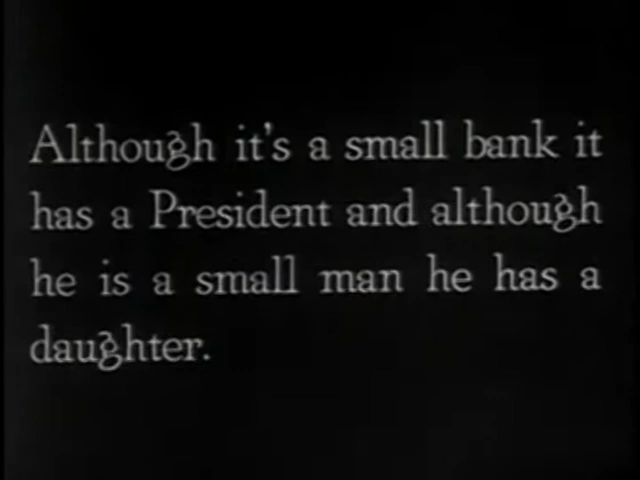 Although it's a small bank it
has a President and although
he is a small man he has a
daughter.